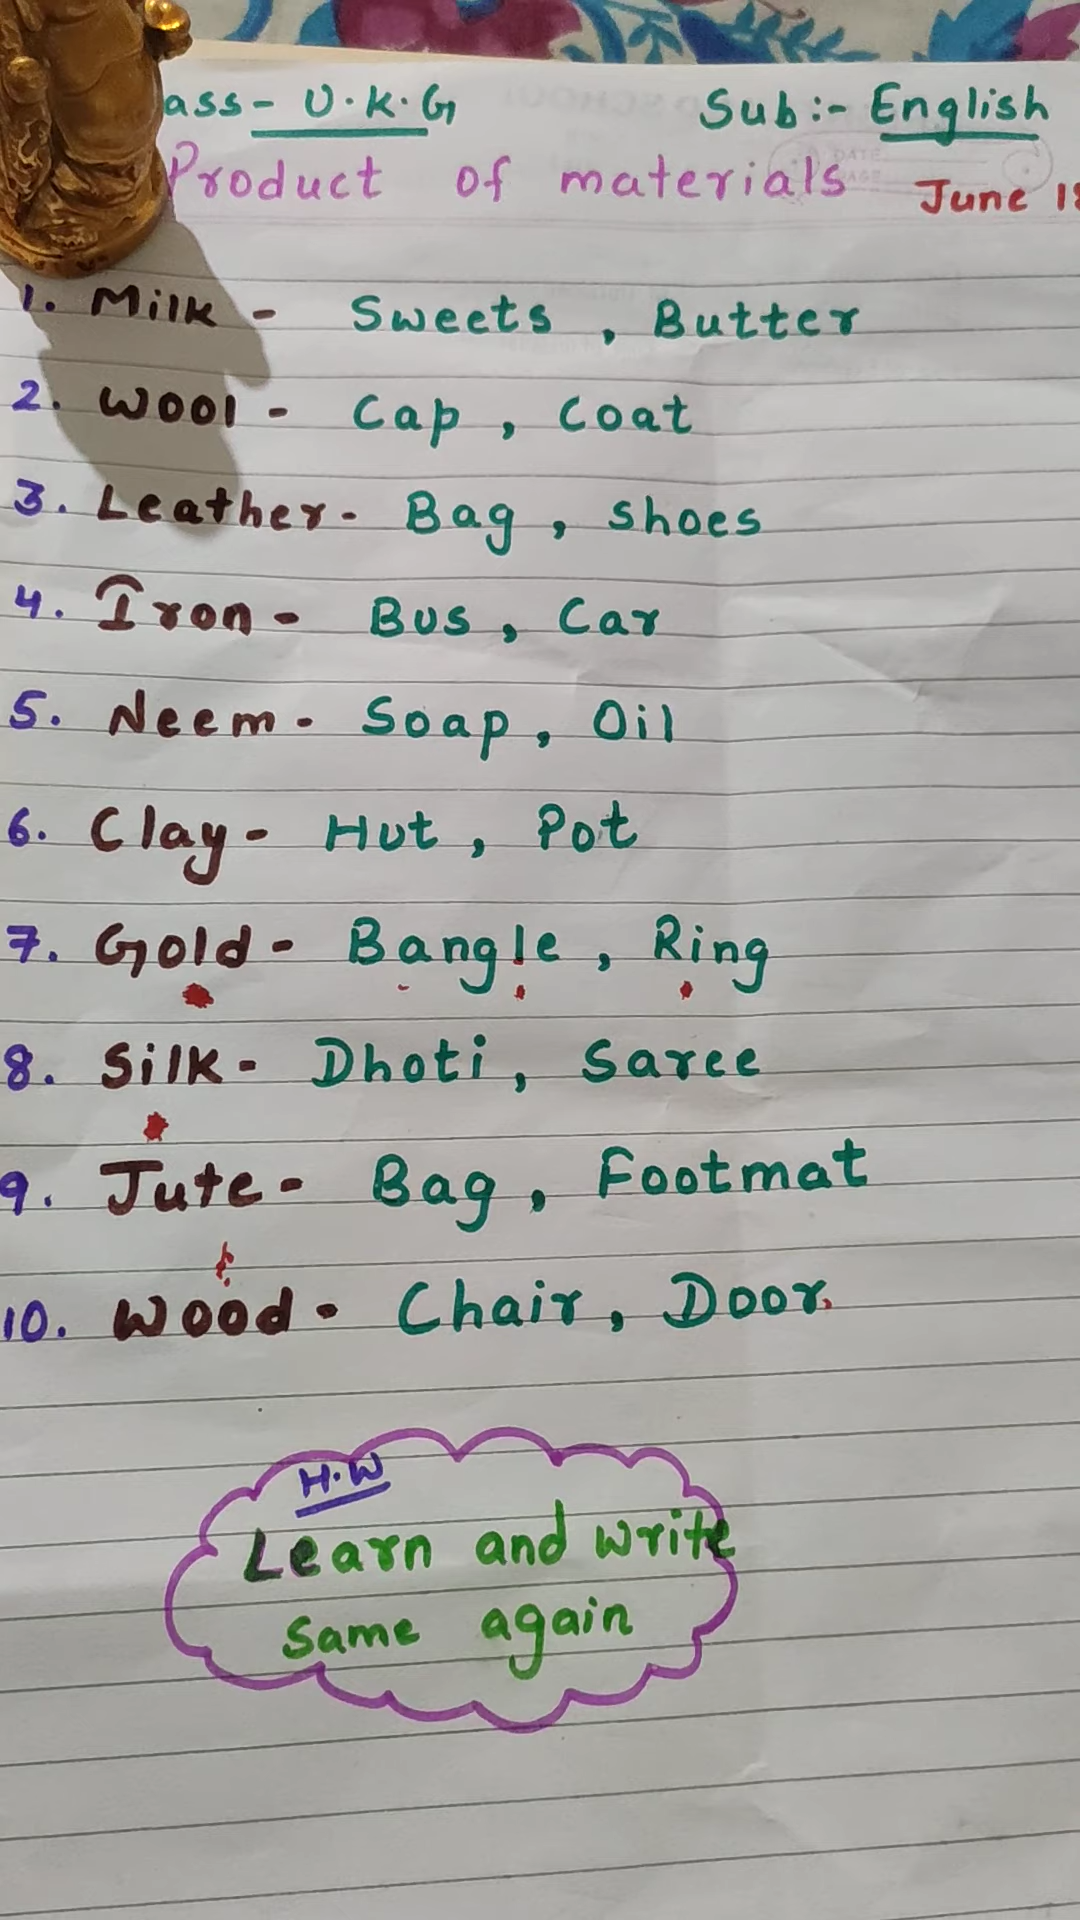 ass- U.K.G Sub:- English
Product of materials June 18
1. Milk - Sweets, Butter
2. Wool - Cap, Coat
3. Leather - Bag, shoes
4. Iron - Bus, Car
5. Neem - Soap, Oil
6. Clay - Hut, Pot
7. Gold - Bangle, Ring
8. Silk - Dhoti, Saree
9. Jute - Bag, Footmat
10. Wood - Chair, Door.
H.W
Learn and write
same again